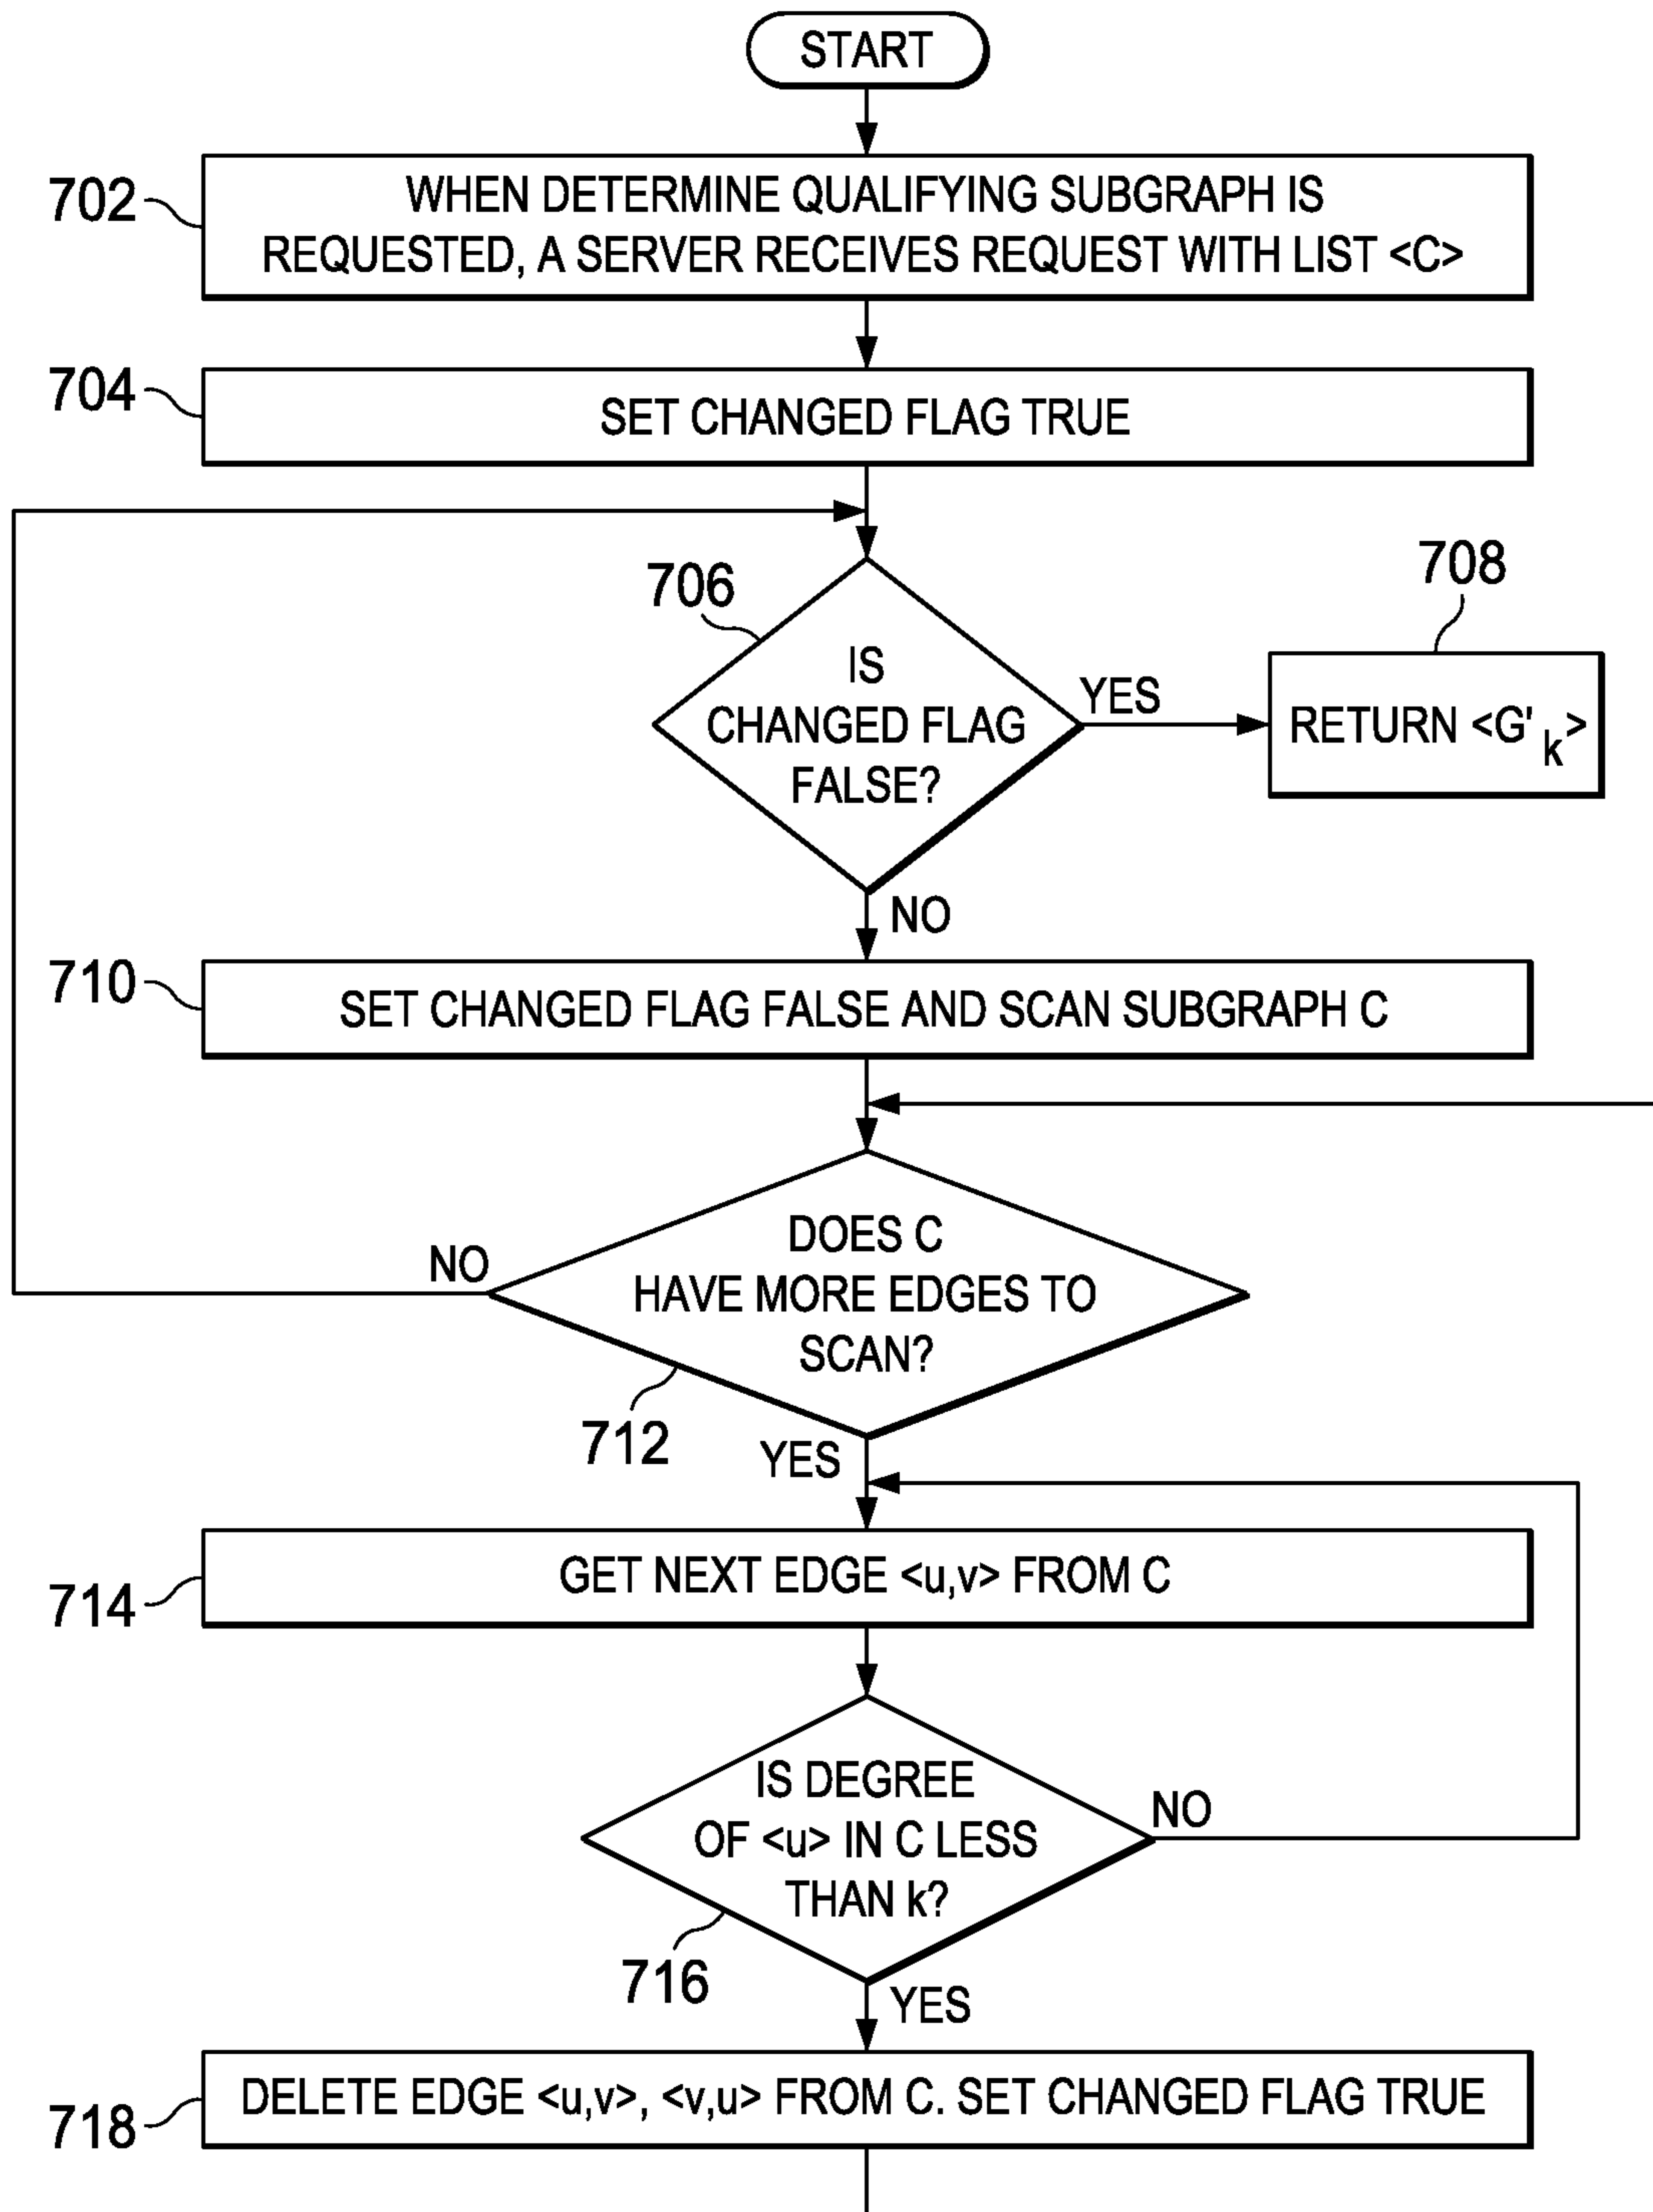 START
702
WHEN DETERMINE QUALIFYING SUBGRAPH IS
REQUESTED, A SERVER RECEIVES REQUEST WITH LIST <C>
704
SET CHANGED FLAG TRUE
706
IS
CHANGED FLAG
FALSE?
YES
708
RETURN <G'k>
NO
710
SET CHANGED FLAG FALSE AND SCAN SUBGRAPH C
DOES C
HAVE MORE EDGES TO
SCAN?
NO
712
YES
714
GET NEXT EDGE <u,v> FROM C
IS DEGREE
OF <u> IN C LESS
THAN k?
NO
716
YES
718
DELETE EDGE <u,v>, <v,u> FROM C. SET CHANGED FLAG TRUE